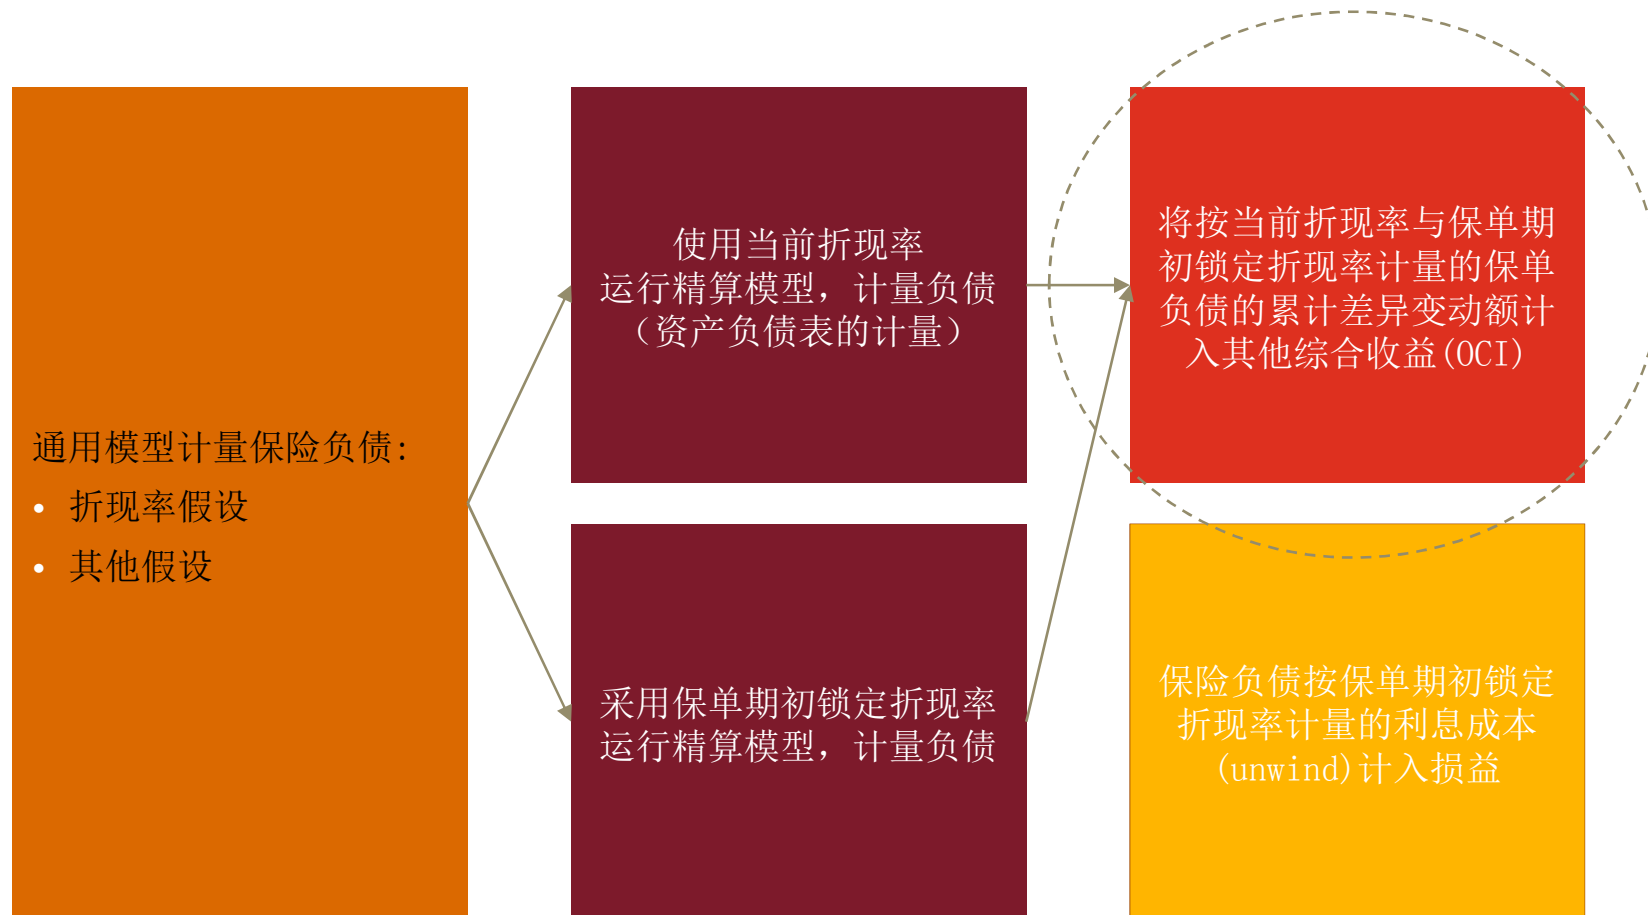 通用模型计量保险负债:
• 折现率假设
• 其他假设
使用当前折现率
运行精算模型，计量负债
（资产负债表的计量）
采用保单期初锁定折现率
运行精算模型，计量负债
将按当前折现率与保单期
初锁定折现率计量的保单
负债的累计差异变动额计
入其他综合收益(OCI)
保险负债按保单期初锁定
折现率计量的利息成本
(unwind)计入损益